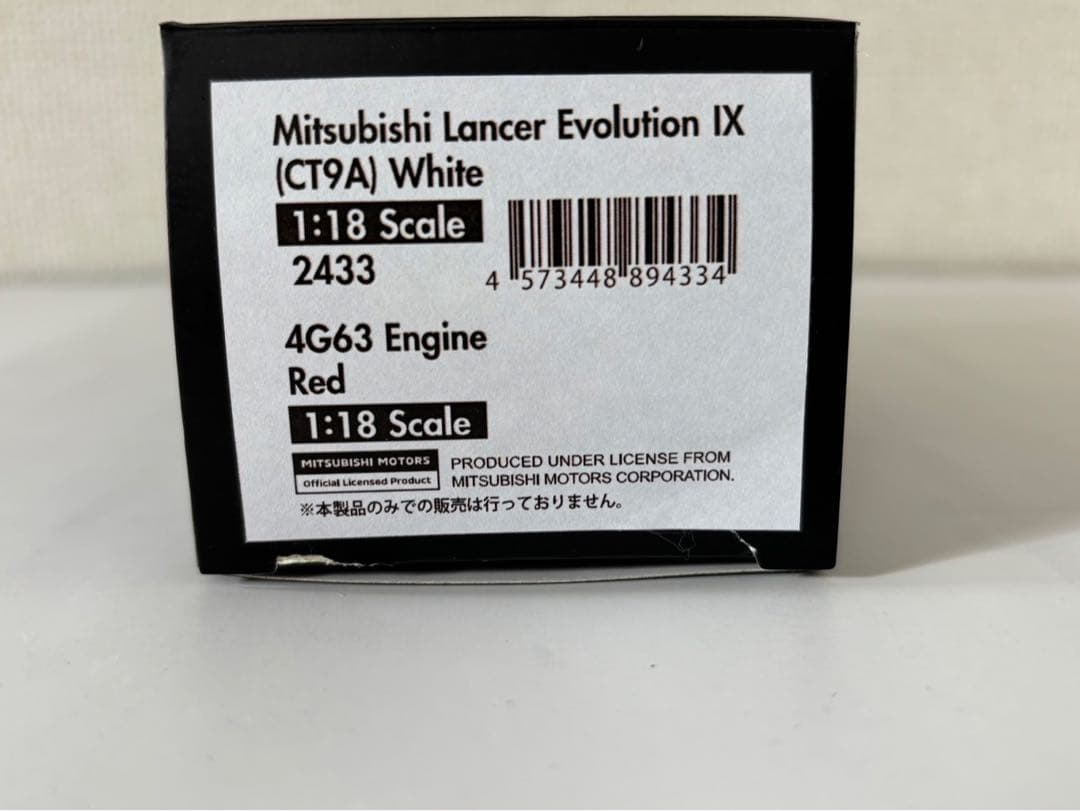 Mitsubishi Lancer Evolution IX
(CT9A) White
1:18 Scale
2433
4 573448 894334
4G63 Engine
Red
1:18 Scale
MITSUBISHI MOTORS
Official Licensed Product
PRODUCED UNDER LICENSE FROM
MITSUBISHI MOTORS CORPORATION.
※本製品のみでの販売は行っておりません。